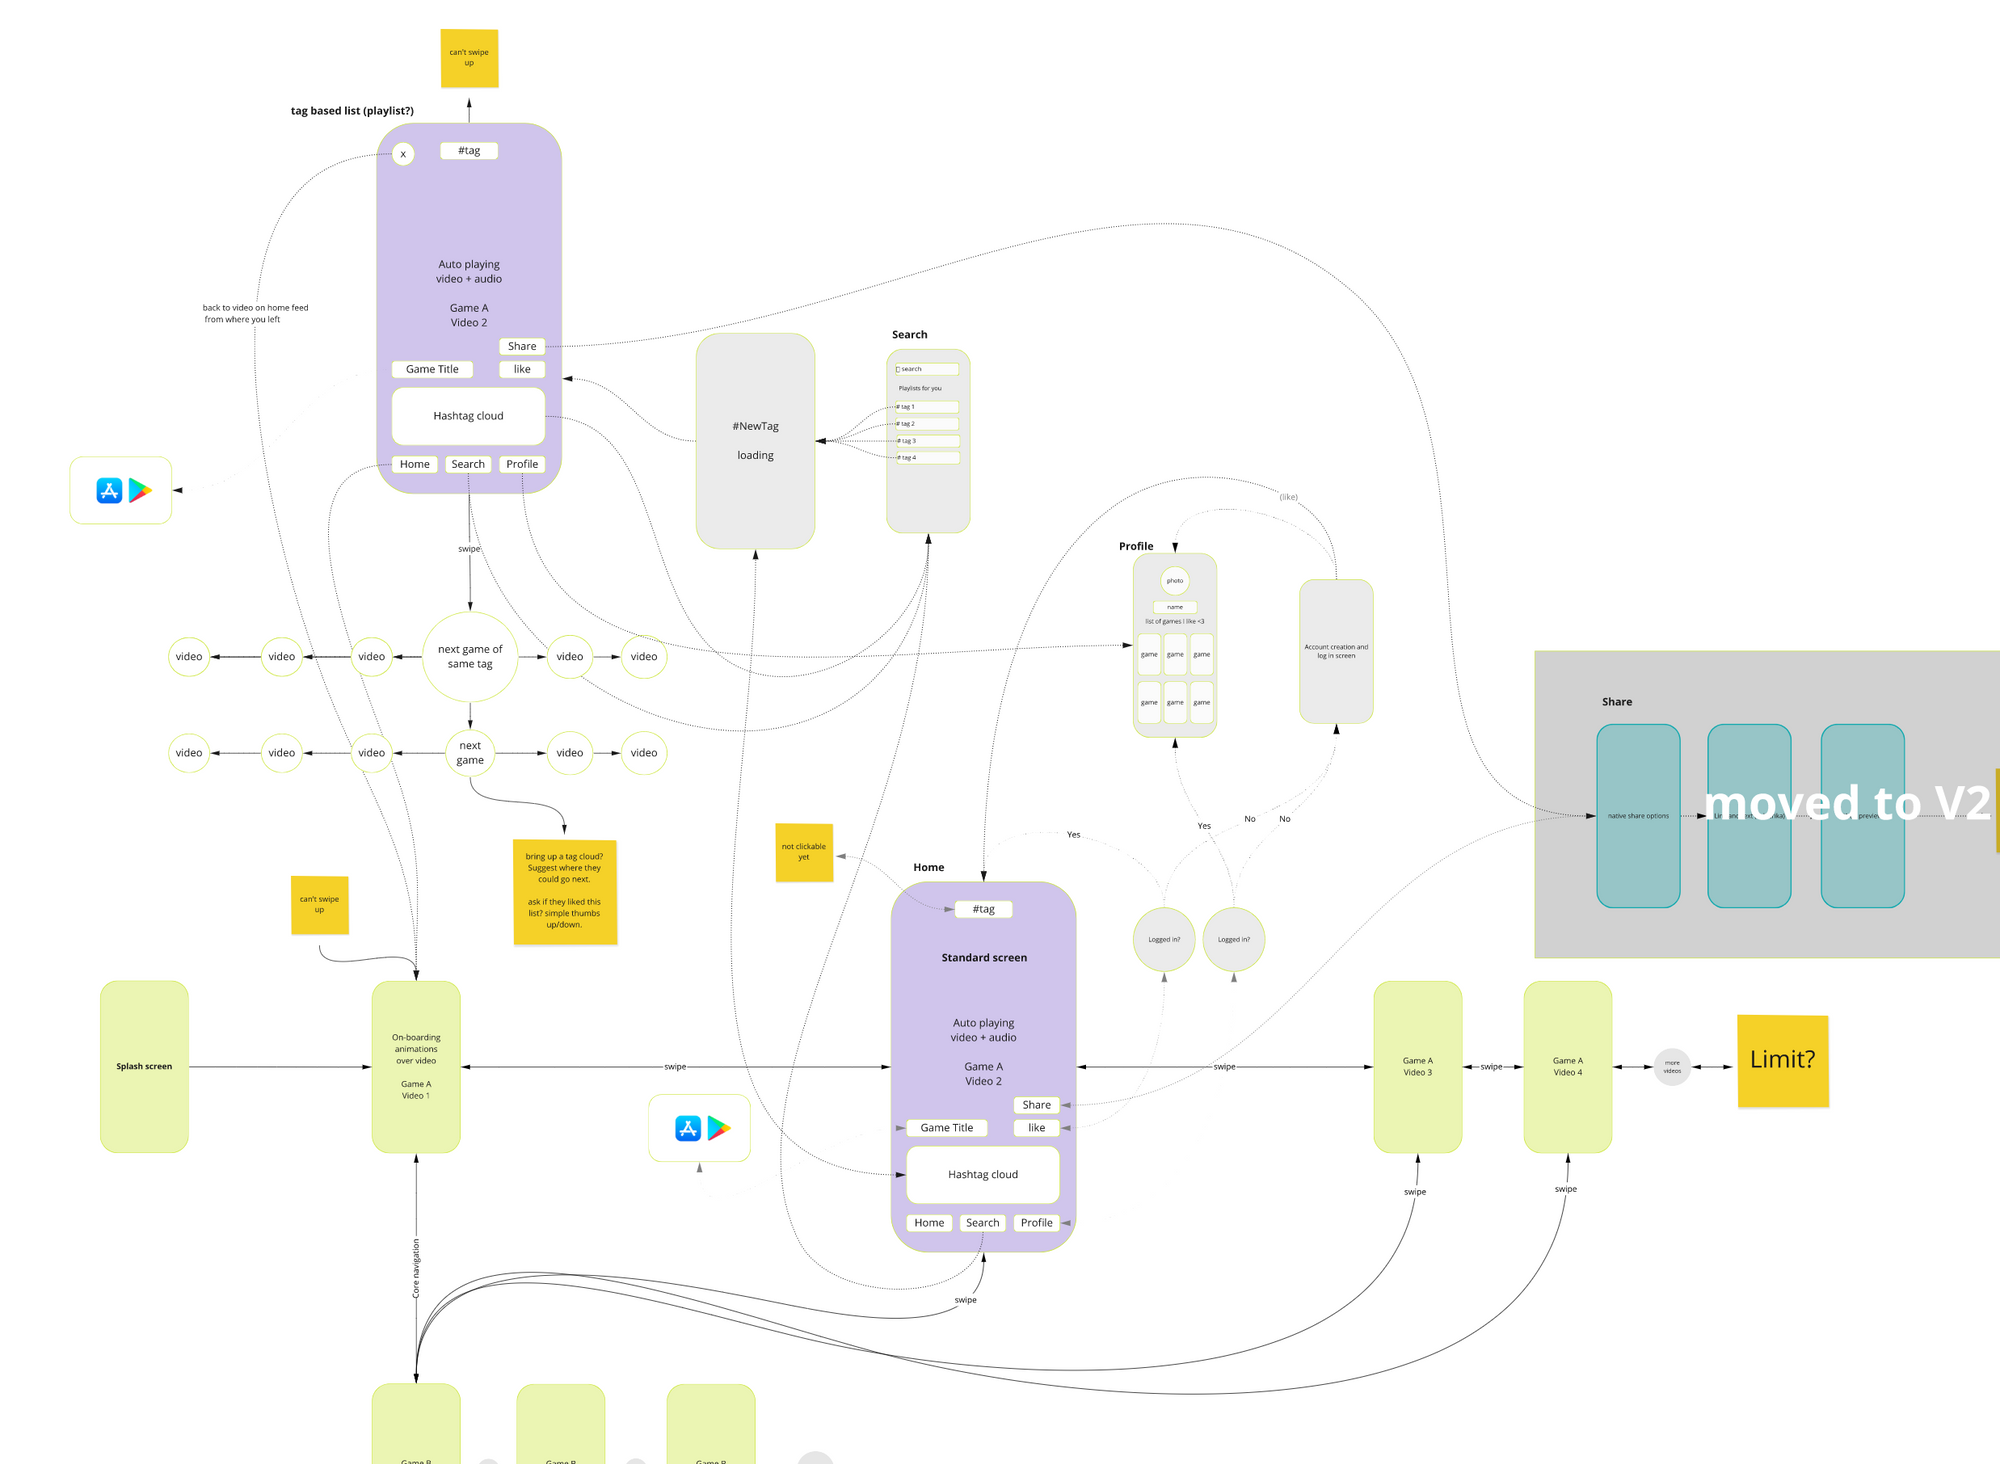 can't swipe
up
tag based list (playlist?)
x
#tag
Auto playing
video + audio
Game A
Video 2
Share
Game Title
like
Hashtag cloud
Home
Search
Profile
back to video on home feed
from where you left
swipe
#NewTag
loading
Search
search
Playlists for you
# tag 1
# tag 2
# tag 3
# tag 4
(like)
Profile
photo
name
list of games I like <3
game
game
game
game
game
game
Account creation and
log in screen
video
video
video
next game of
same tag
video
video
video
video
video
next
game
video
video
bring up a tag cloud?
Suggest where they
could go next.
ask if they liked this
list? simple thumbs
up/down.
can't swipe
up
not clickable
yet
Yes
Yes
No
No
Logged in?
Logged in?
Share
native share options
moved to V2
Home
#tag
Standard screen
Auto playing
video + audio
Game A
Video 2
Share
Game Title
like
Hashtag cloud
Home
Search
Profile
Splash screen
On-boarding
animations
over video
Game A
Video 1
swipe
swipe
Game A
Video 3
swipe
Game A
Video 4
more
videos
Limit?
swipe
swipe
swipe
Core navigation
Game B
Game B
Game B